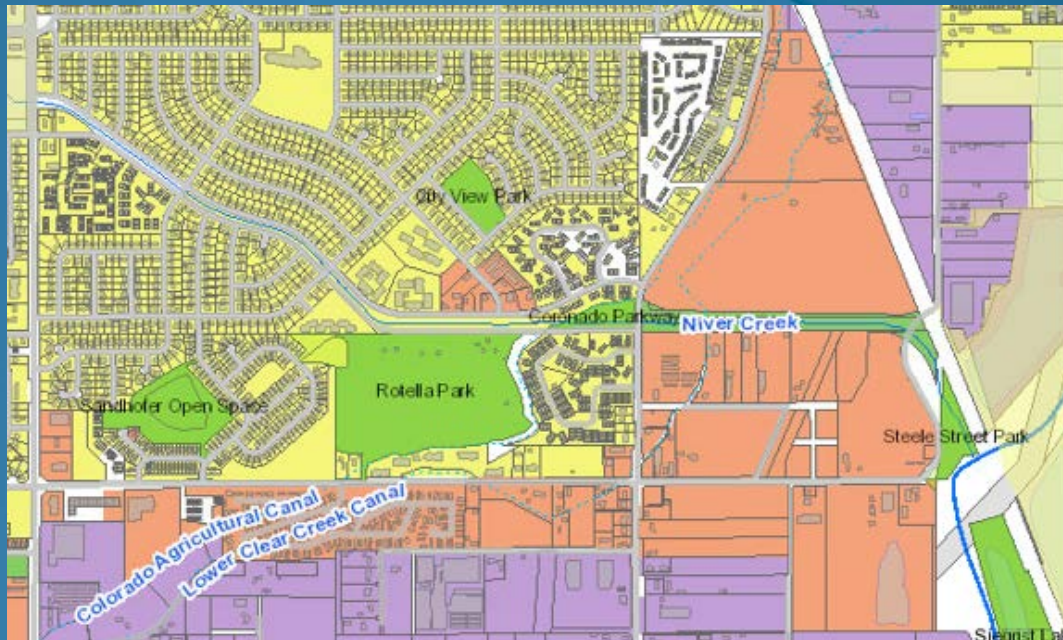 City View Park
Coronado Parkway
Niver Creek
Rotella Park
Sandhofer Open Space
Steele Street Park
Colorado Agricultural Canal
Lower Clear Creek Canal